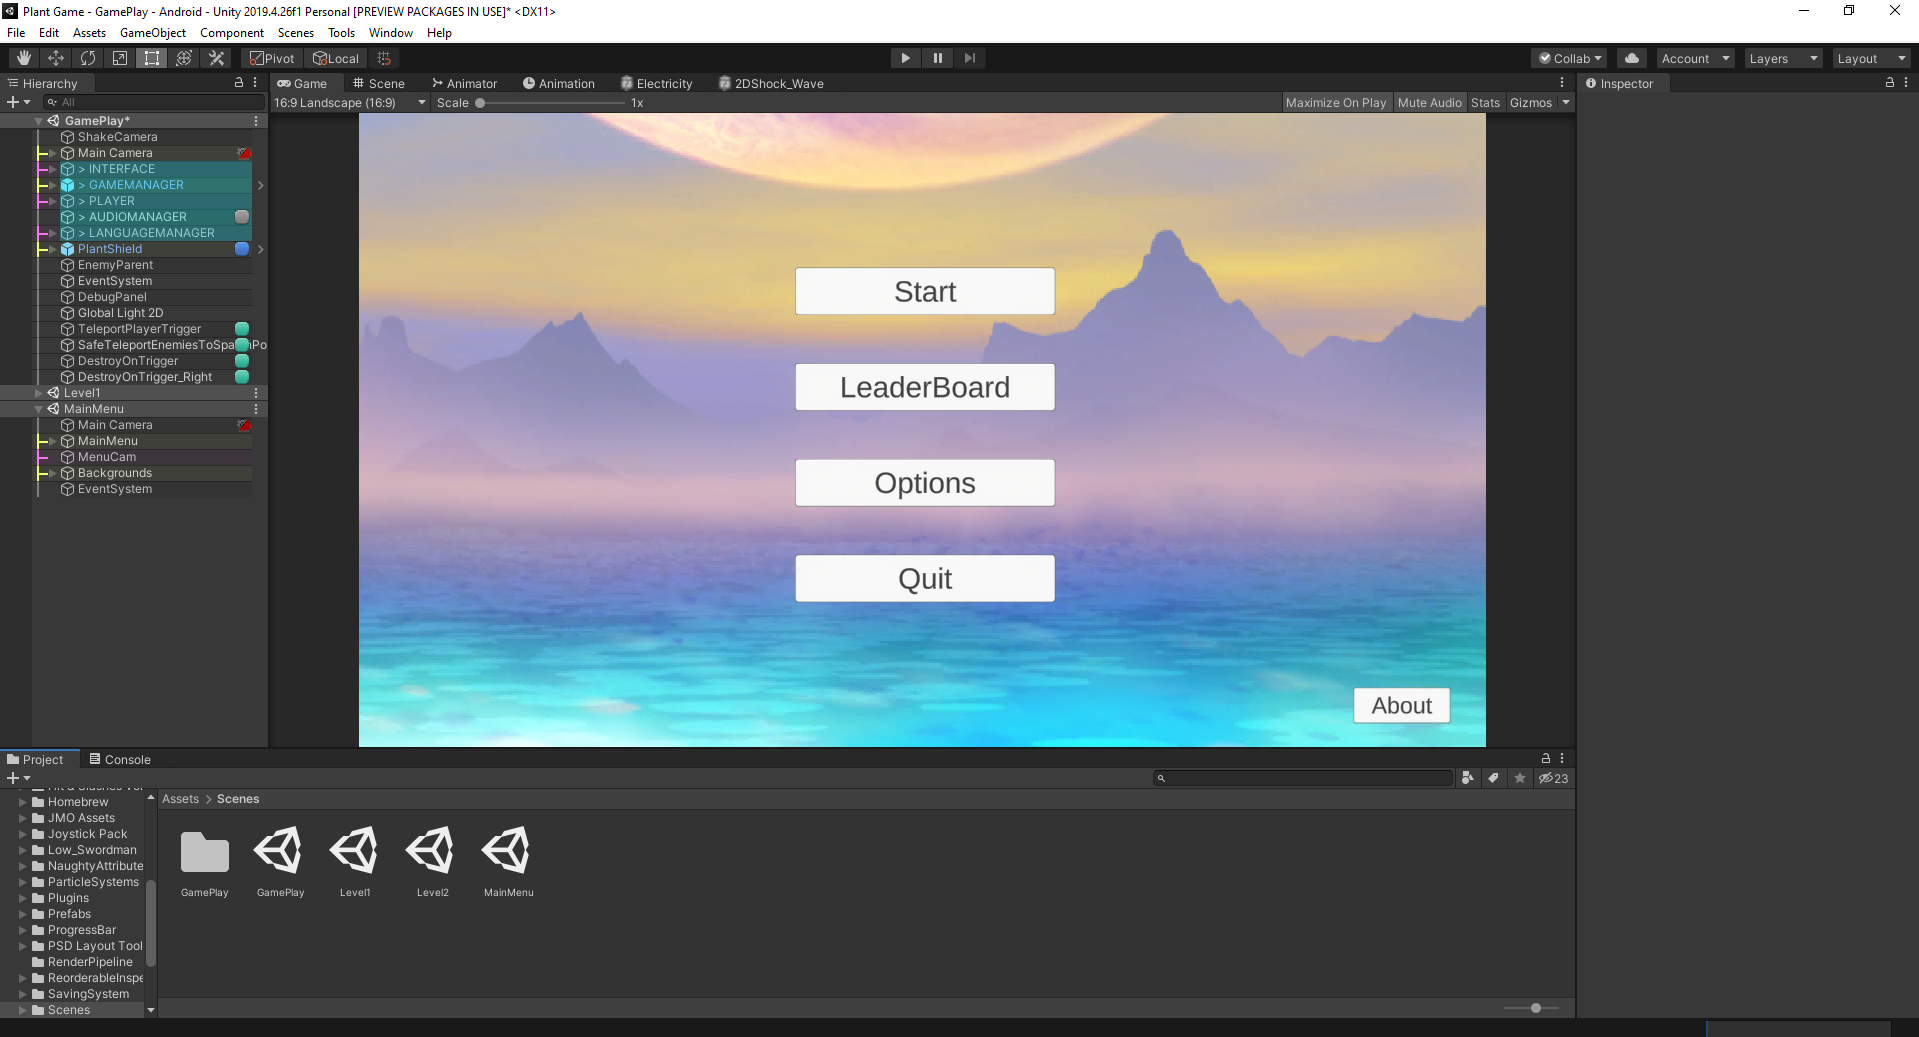 Plant Game - GamePlay - Android - Unity 2019.4.26f1 Personal [PREVIEW PACKAGES IN USE]* <DX11>
File Edit Assets GameObject Component Scenes Tools Window Help
Pivot Local Collab Account Layers Layout
Hierarchy
All
GamePlay*
ShakeCamera
Main Camera
> INTERFACE
> GAMEMANAGER
> PLAYER
> AUDIOMANAGER
> LANGUAGEMANAGER
PlantShield
EnemyParent
EventSystem
DebugPanel
Global Light 2D
TeleportPlayerTrigger
DestroyOnTrigger
DestroyOnTrigger_Right
Level1
MainMenu
Main Camera
MainMenu
MenuCam
Backgrounds
EventSystem
Game Scene Animator Animation Electricity 2DShock_Wave
16:9 Landscape (16:9) Scale 1x Maximize On Play Mute Audio Stats Gizmos
Start
LeaderBoard
Options
Quit
About
Inspector
Project Console
23
Homebrew
JMO Assets
Joystick Pack
Low_Swordman
NaughtyAttribute
ParticleSystems
Plugins
Prefabs
ProgressBar
PSD Layout Tool
RenderPipeline
ReorderableInspe
SavingSystem
Scenes
Assets > Scenes
GamePlay GamePlay Level1 Level2 MainMenu